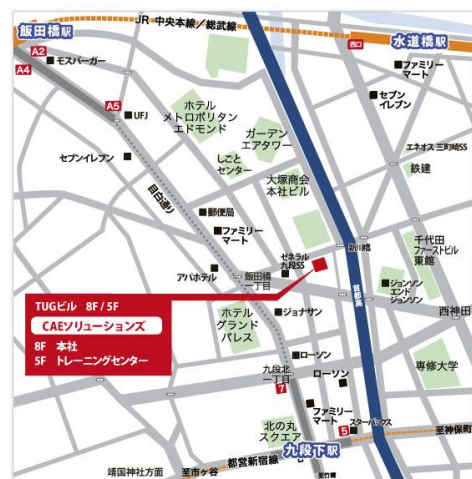 JR 中央本線／総武線
飯田橋駅
水道橋駅
西口
A2
A4
モスバーガー
ファミリー
マート
A5
UFJ
ホテル
メトロポリタン
エドモンド
セブン
イレブン
ガーデン
エアタワー
エネオス 三町崎SS
セブンイレブン
しごと
センター
鉄建
大塚商会
本社ビル
目白通り
郵便局
ファミリー
マート
新川橋
千代田
ファーストビル
東館
ゼネラル
九段SS
アパホテル
飯田橋
一丁目
ジョンソン
エンド
ジョンソン
首都高
TUGビル 8F / 5F
CAEソリューションズ
8F 本社
5F トレーニングセンター
西神田
ホテル
グランド
パレス
ジョナサン
ローソン
専修大学
九段北
一丁目
7
ローソン
ファミリー
マート
北の丸
スクエア
5
スターバックス
至神保町
九段下駅
都営新宿線
靖国神社方面
至市ヶ谷
至竹橋